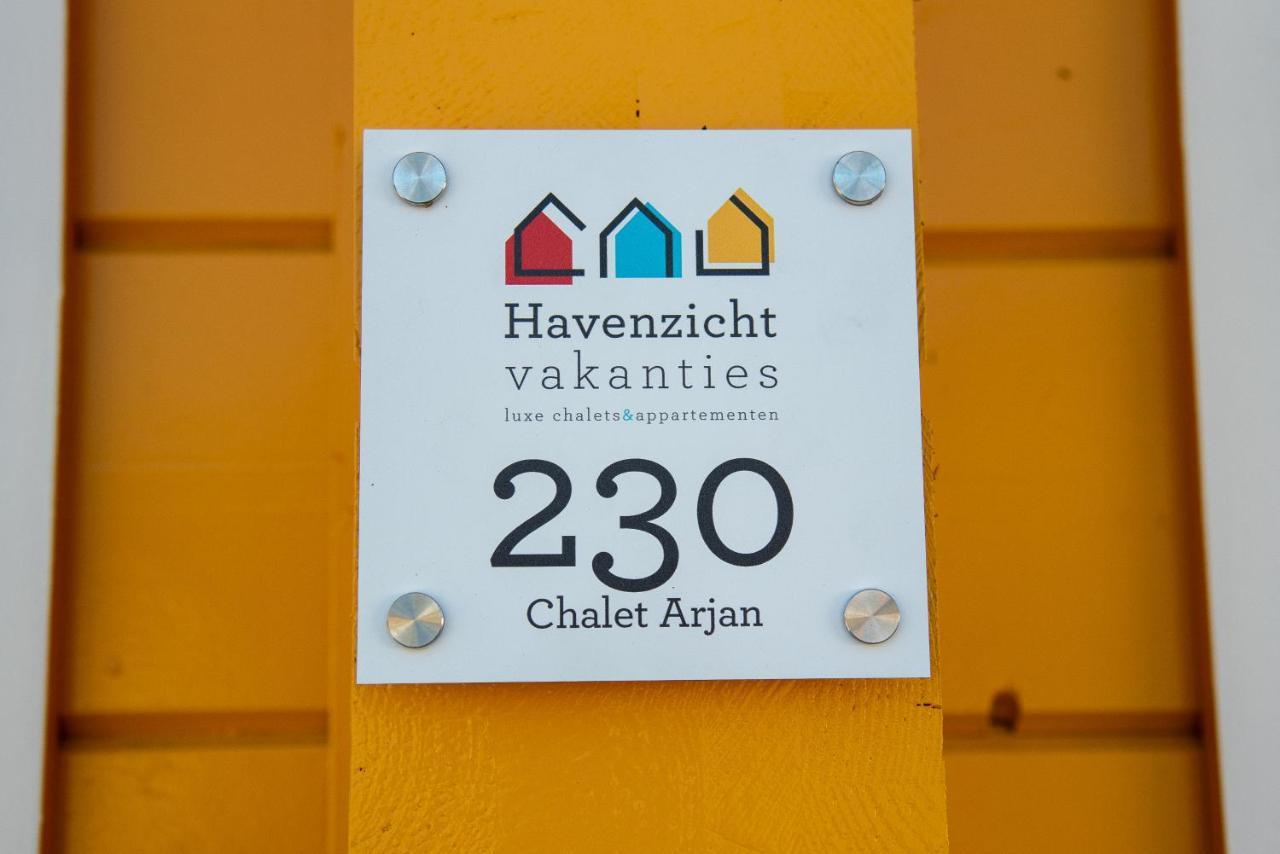 Havenzicht
vakanties
luxe chalets&appartementen
230
Chalet Arjan